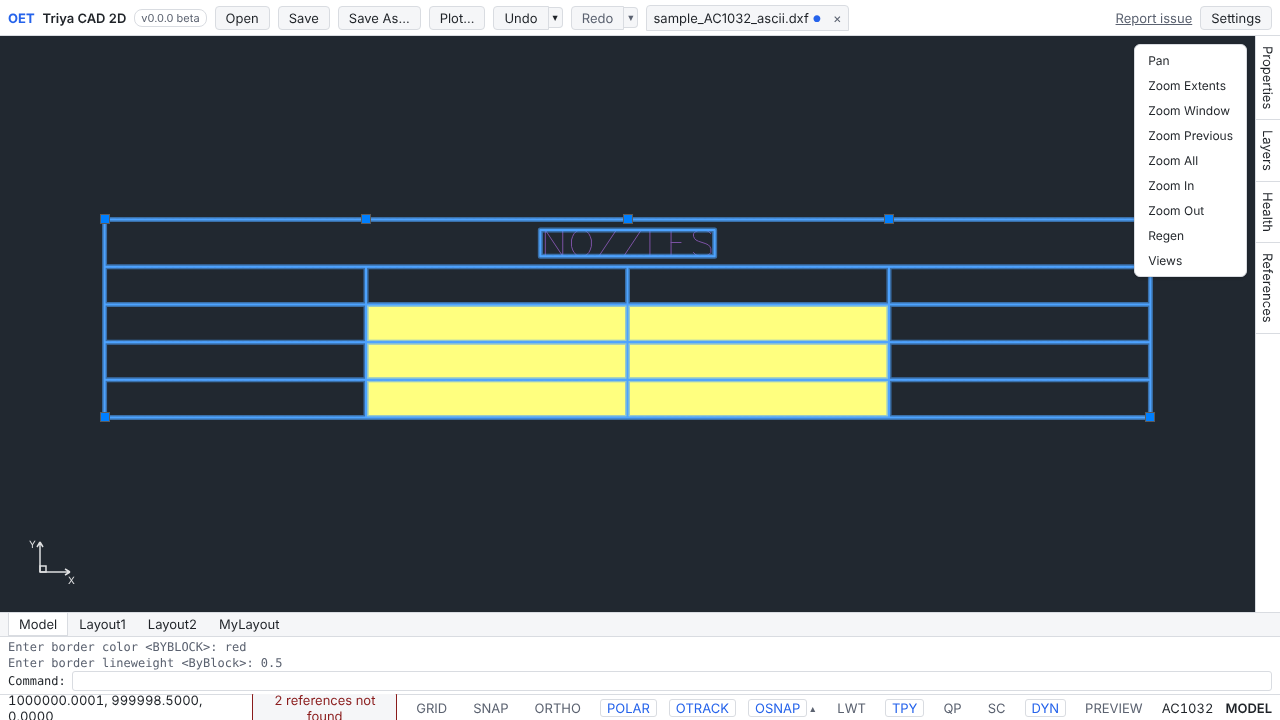 OET Triya CAD 2D v0.0.0 beta Open Save Save As... Plot... Undo ▾ Redo ▾ sample_AC1032_ascii.dxf ● × Report issue Settings
Pan
Zoom Extents
Zoom Window
Zoom Previous
Zoom All
Zoom In
Zoom Out
Regen
Views
Properties
Layers
Health
References
NOZZLES
Y
X
Model Layout1 Layout2 MyLayout
Enter border color <BYBLOCK>: red
Enter border lineweight <ByBlock>: 0.5
Command:
1000000.0001, 999998.5000,
0.0000
2 references not
found
GRID SNAP ORTHO POLAR OTRACK OSNAP ▴ LWT TPY QP SC DYN PREVIEW AC1032 MODEL